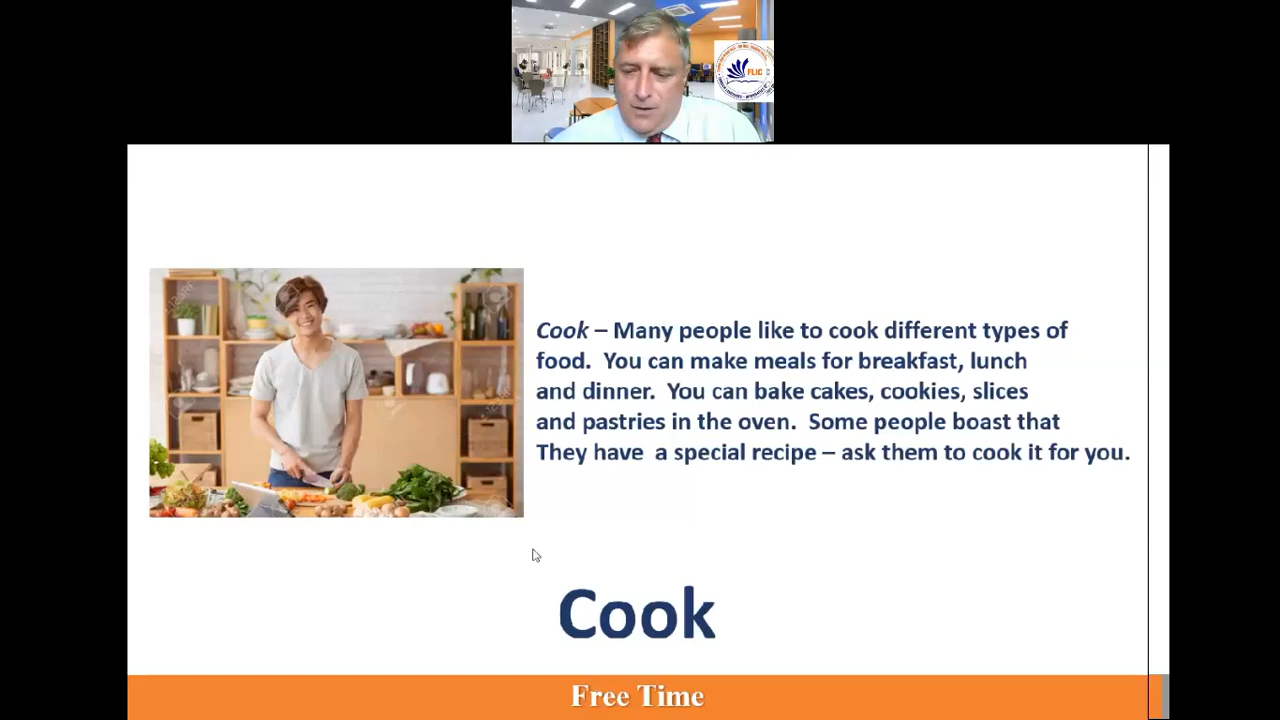 FLIC
Cook – Many people like to cook different types of
food.  You can make meals for breakfast, lunch
and dinner.  You can bake cakes, cookies, slices
and pastries in the oven.  Some people boast that
They have  a special recipe – ask them to cook it for you.
Cook
Free Time